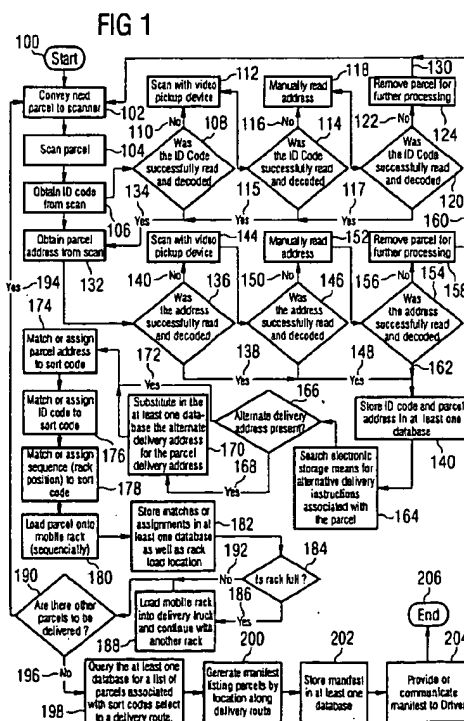 FIG 1
100
Start
Convey next
parcel to scanner
102
Scan parcel
104
Obtain ID code
from scan
106
Obtain parcel
address from scan
132
134
Scan with video
pickup device
112
110
No
108
Was
the ID Code
successfully read
and decoded
Manually read
address
118
116
No
114
Was
the ID Code
successfully read
and decoded
130
Remove parcel for
further processing
124
122
No
Was
the ID Code
successfully read
and decoded
120
Yes
115
Yes
117
Yes
160
144
Scan with video
pickup device
140
No
136
Was
the address
successfully read
and decoded
152
Manually read
address
150
No
146
Was
the address
successfully read
and decoded
Remove parcel for
further processing
158
156
No
154
Was
the address
successfully read
and decoded
138
Yes
148
Yes
162
Store ID code and parcel
address in at least one
database
140
Search electronic
storage means for
alternative delivery
instructions
associated with the
parcel
164
166
Alternate delivery
address present?
168
Yes
172
Yes
Substitute in the
at least one data-
base the alternate
delivery address
for the parcel
delivery address
170
Yes
194
174
Match or assign
parcel address
to sort code
Match or assign
ID code to
sort code
176
Match or assign
sequence (rack
position) to sort
code
178
Load parcel onto
mobile rack
(sequencially)
180
Store matches or
assignments in at
least one database
as well as rack
load location
182
184
Is rack full?
192
No
186
Yes
Load mobile rack
into delivery truck
and continue with
another rack
188
190
Are there other
parcels to be
delivered?
196
No
Query the at least one
database for a list of
parcels associated
with sort codes select
to a delivery route.
198
200
Generate manifest
listing parcels by
location along
delivery route
202
Store manifest
in at least one
database
204
Provide or
communicate
manifest to Driver
206
End